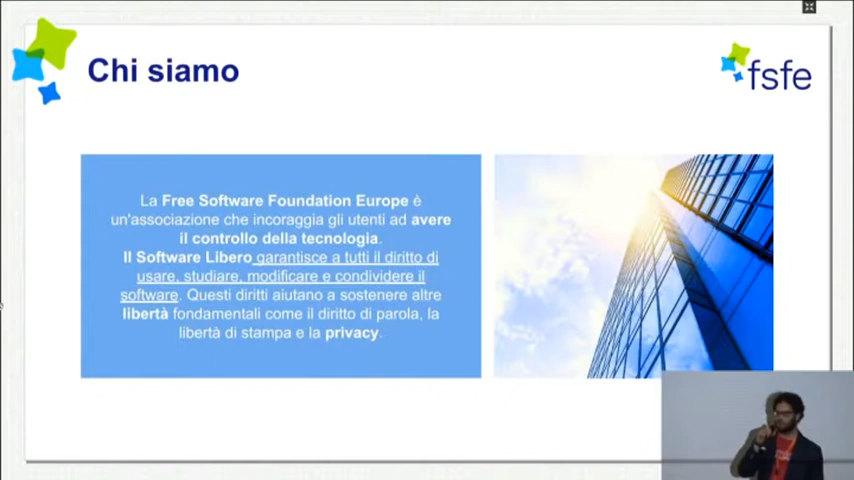 Chi siamo
fsfe
La Free Software Foundation Europe è
un'associazione che incoraggia gli utenti ad avere
il controllo della tecnologia.
Il Software Libero garantisce a tutti il diritto di
usare, studiare, modificare e condividere il
software. Questi diritti aiutano a sostenere altre
libertà fondamentali come il diritto di parola, la
libertà di stampa e la privacy.